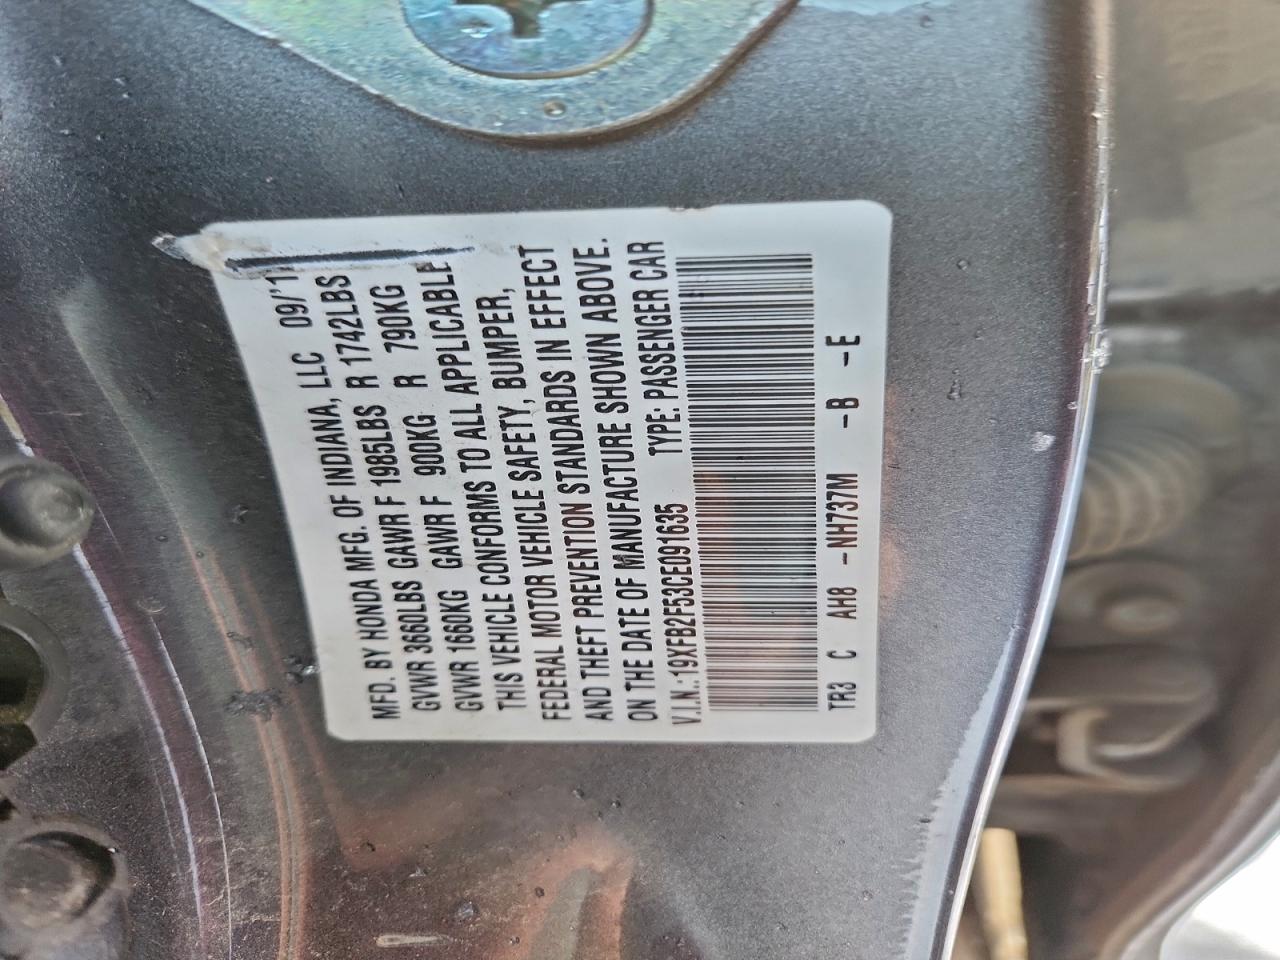 MFD. BY HONDA MFG. OF INDIANA, LLC 09/'1
GVWR 3660LBS GAWR F 1985LBS R 1742LBS
GVWR 1660KG GAWR F 900KG R 790KG
THIS VEHICLE CONFORMS TO ALL APPLICABLE
FEDERAL MOTOR VEHICLE SAFETY, BUMPER,
AND THEFT PREVENTION STANDARDS IN EFFECT
ON THE DATE OF MANUFACTURE SHOWN ABOVE.
V.I.N.: 19XFB2F53CE091635 TYPE: PASSENGER CAR
TR3 C AH8 -NH737M -B -E